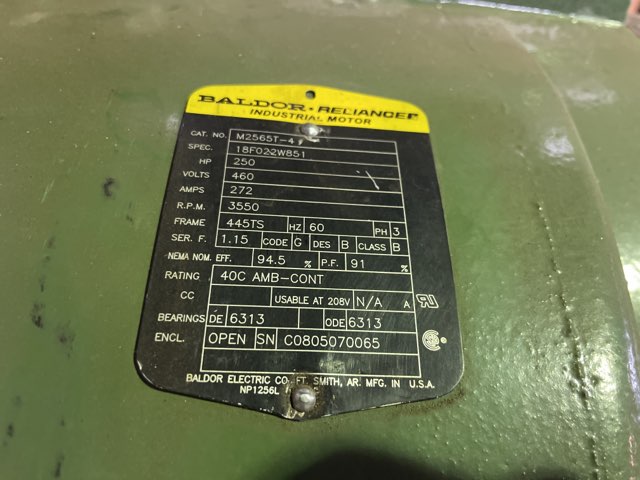 BALDOR • RELIANCER
INDUSTRIAL MOTOR
CAT. NO. M2565T-4
SPEC. 18F022W851
HP 250
VOLTS 460
AMPS 272
R.P.M. 3550
FRAME 445TS HZ 60 PH 3
SER. F. 1.15 CODE G DES B CLASS B
NEMA NOM. EFF. 94.5 % P.F. 91 %
RATING 40C AMB-CONT
CC USABLE AT 208V N/A A
BEARINGS DE 6313 ODE 6313
ENCL. OPEN SN C0805070065
BALDOR ELECTRIC CO. FT. SMITH, AR. MFG. IN U.S.A.
NP1256L